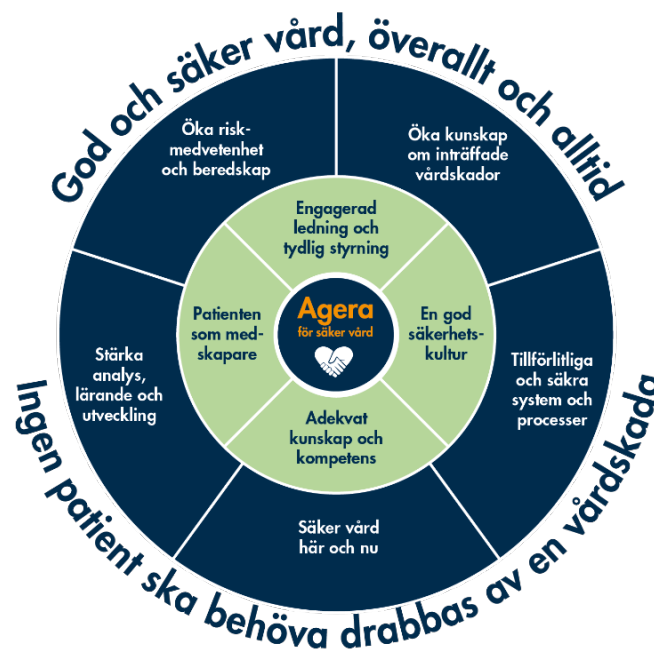 God och säker vård, överallt och alltid
Öka risk-
medvetenhet
och beredskap
Öka kunskap
om inträffade
vårdskador
Engagerad
ledning och
tydlig styrning
Patienten
som med-
skapare
Agera
för säker vård
En god
säkerhets-
kultur
Stärka
analys,
lärande och
utveckling
Tillförlitliga
och säkra
system och
processer
Adekvat
kunskap och
kompetens
Säker vård
här och nu
Ingen patient ska behöva drabbas av en vårdskada